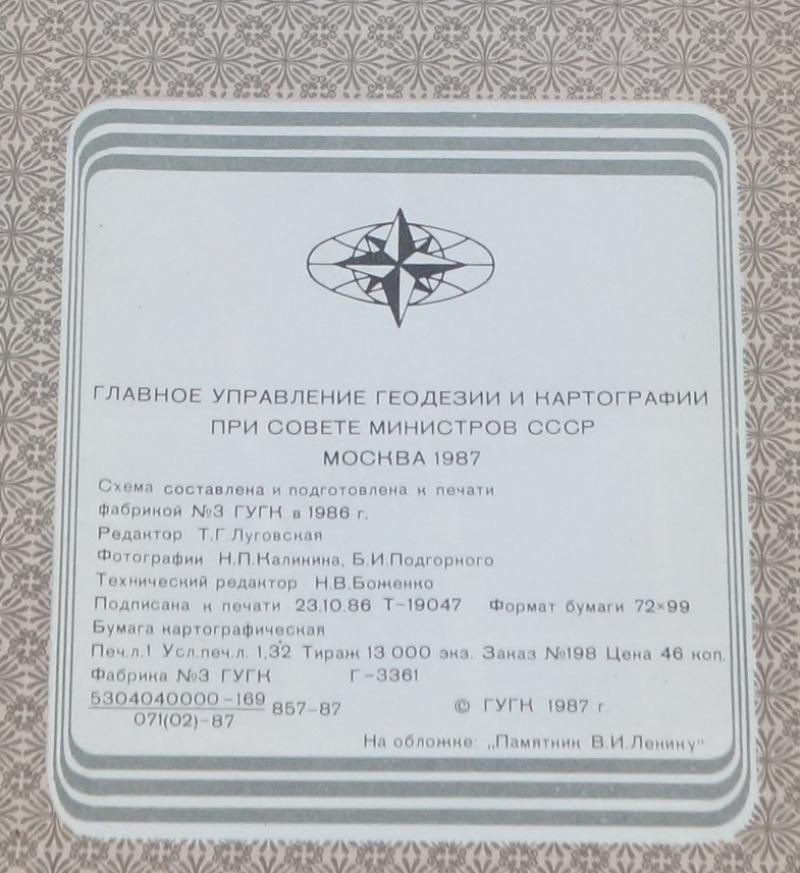 ГЛАВНОЕ УПРАВЛЕНИЕ ГЕОДЕЗИИ И КАРТОГРАФИИ
ПРИ СОВЕТЕ МИНИСТРОВ СССР
МОСКВА 1987
Схема составлена и подготовлена к печати
фабрикой №3 ГУГК в 1986 г.
Редактор Т.Г.Луговская
Фотографии Н.П.Калинина, Б.И.Подгорного
Технический редактор Н.В.Боженко
Подписана к печати 23.10.86 Т-19047 Формат бумаги 72×99
Бумага картографическая
Печ.л.1 Усл.печ.л. 1,32 Тираж 13 000 экз. Заказ №198 Цена 46 коп.
Фабрика №3 ГУГК Г-3361
5304040000-169
071(02)-87
857-87 © ГУГК 1987 г.
На обложке: „Памятник В.И.Ленину"